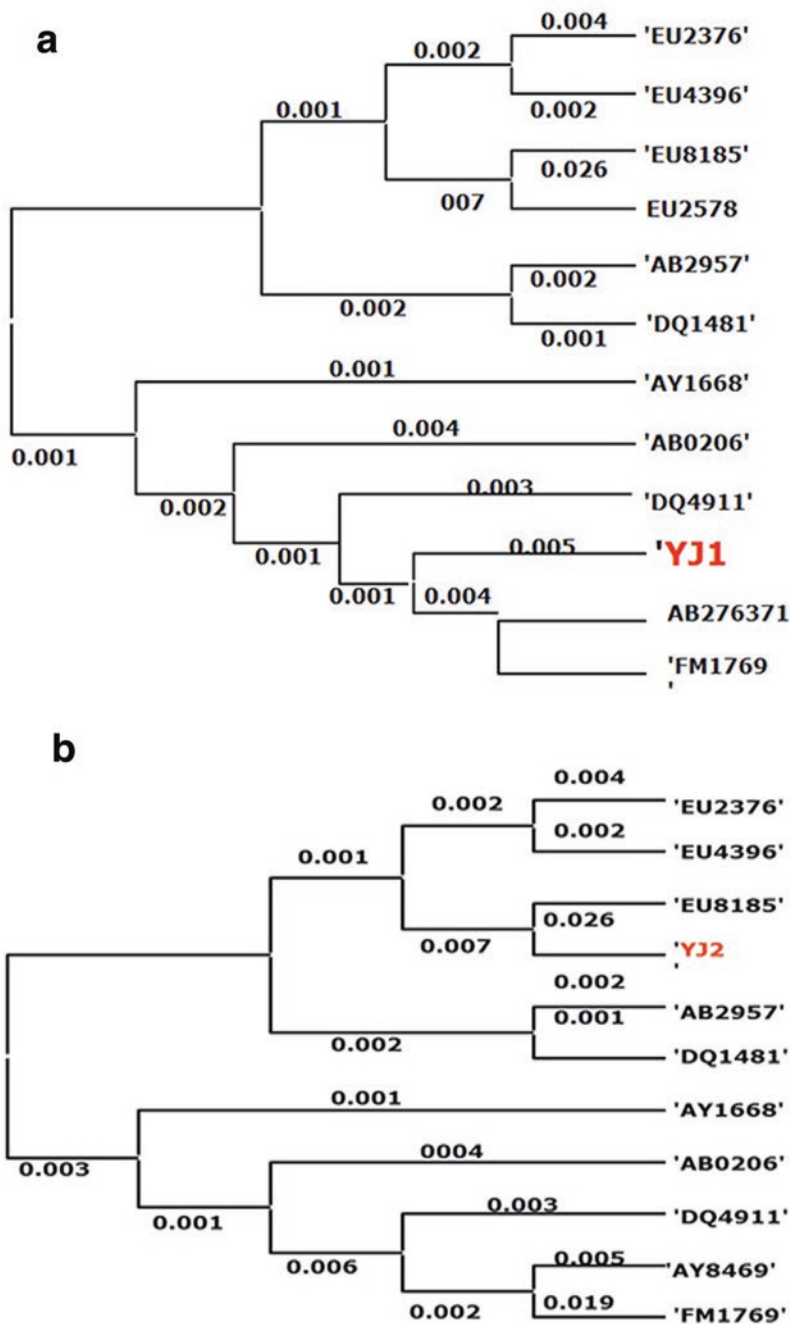 a
0.004
'EU2376'
0.002
'EU4396'
0.002
0.001
'EU8185'
0.026
EU2578
007
'AB2957'
0.002
0.002
'DQ1481'
0.001
0.001
'AY1668'
0.004
'AB0206'
0.001
0.003
'DQ4911'
0.002
0.005
'YJ1
0.001
0.001
0.004
AB276371
'FM1769
'
b
0.004
'EU2376'
0.002
0.002
'EU4396'
0.001
'EU8185'
0.026
0.007
'YJ2
'
0.002
'AB2957'
0.001
0.002
'DQ1481'
0.001
'AY1668'
0004
'AB0206'
0.003
0.003
'DQ4911'
0.001
0.005
'AY8469'
0.006
0.019
'FM1769'
0.002